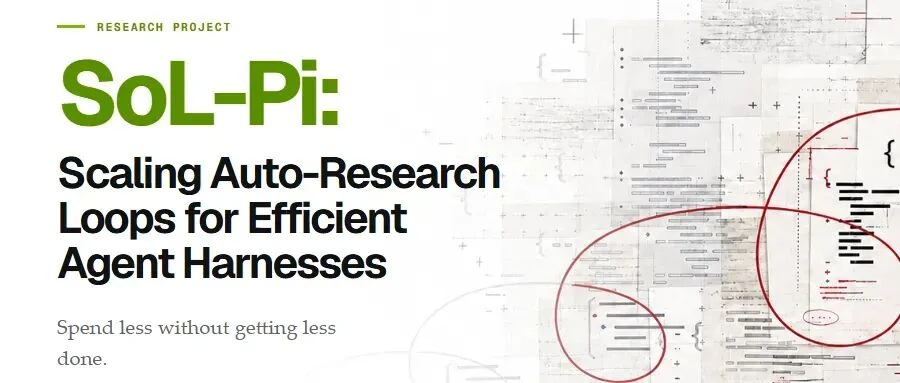 RESEARCH PROJECT
SoL-Pi:
Scaling Auto-Research
Loops for Efficient
Agent Harnesses
Spend less without getting less
done.